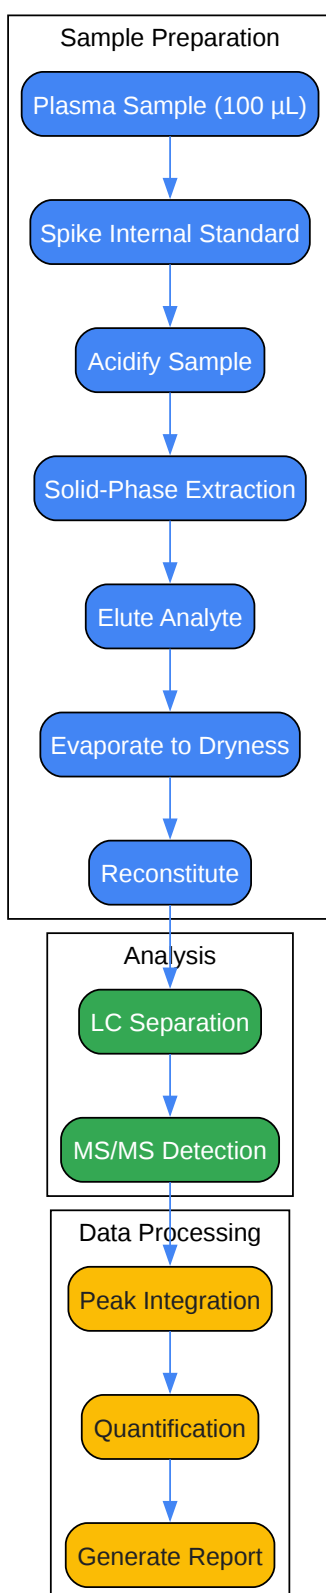 Sample Preparation
Plasma Sample (100 µL)
Spike Internal Standard
Acidify Sample
Solid-Phase Extraction
Elute Analyte
Evaporate to Dryness
Reconstitute
Analysis
LC Separation
MS/MS Detection
Data Processing
Peak Integration
Quantification
Generate Report